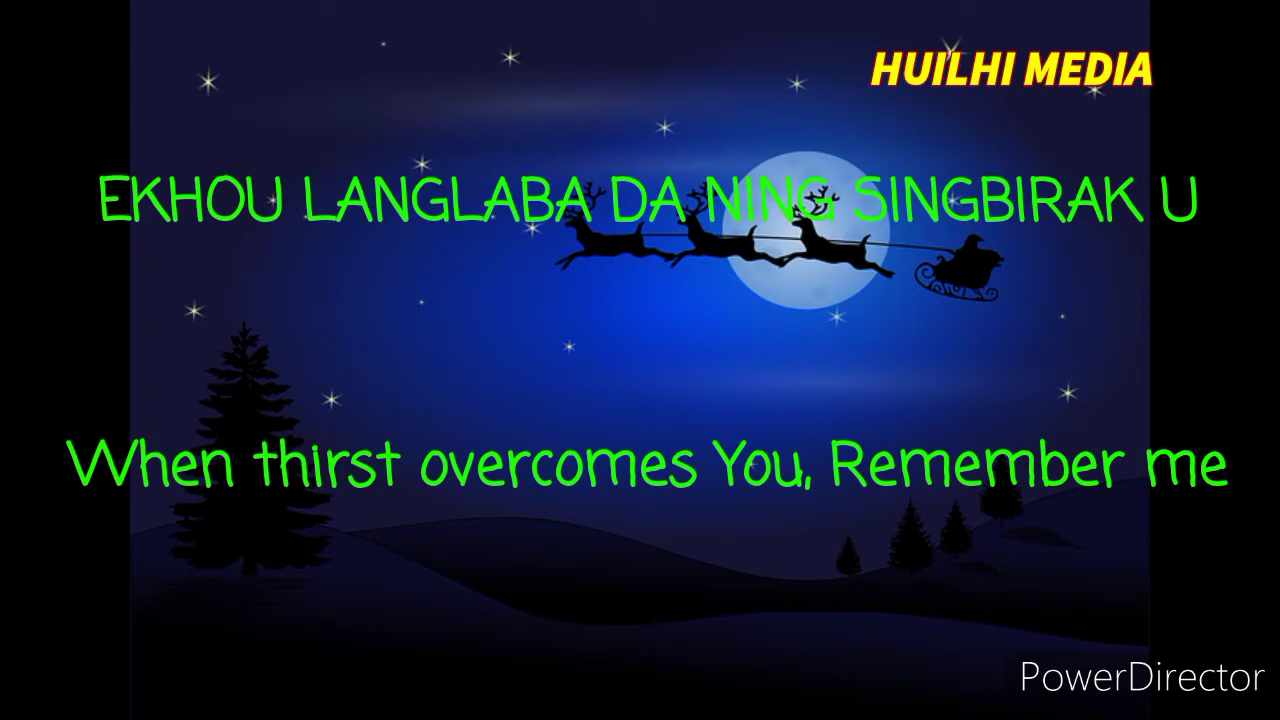 HUILHI MEDIA
EKHOU LANGLABA DA NING SINGBIRAK U
When thirst overcomes You, Remember me
PowerDirector